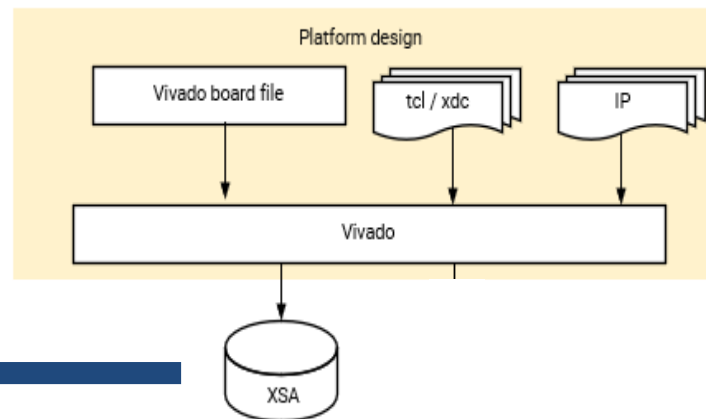 Platform design
Vivado board file
tcl / xdc
IP
Vivado
XSA